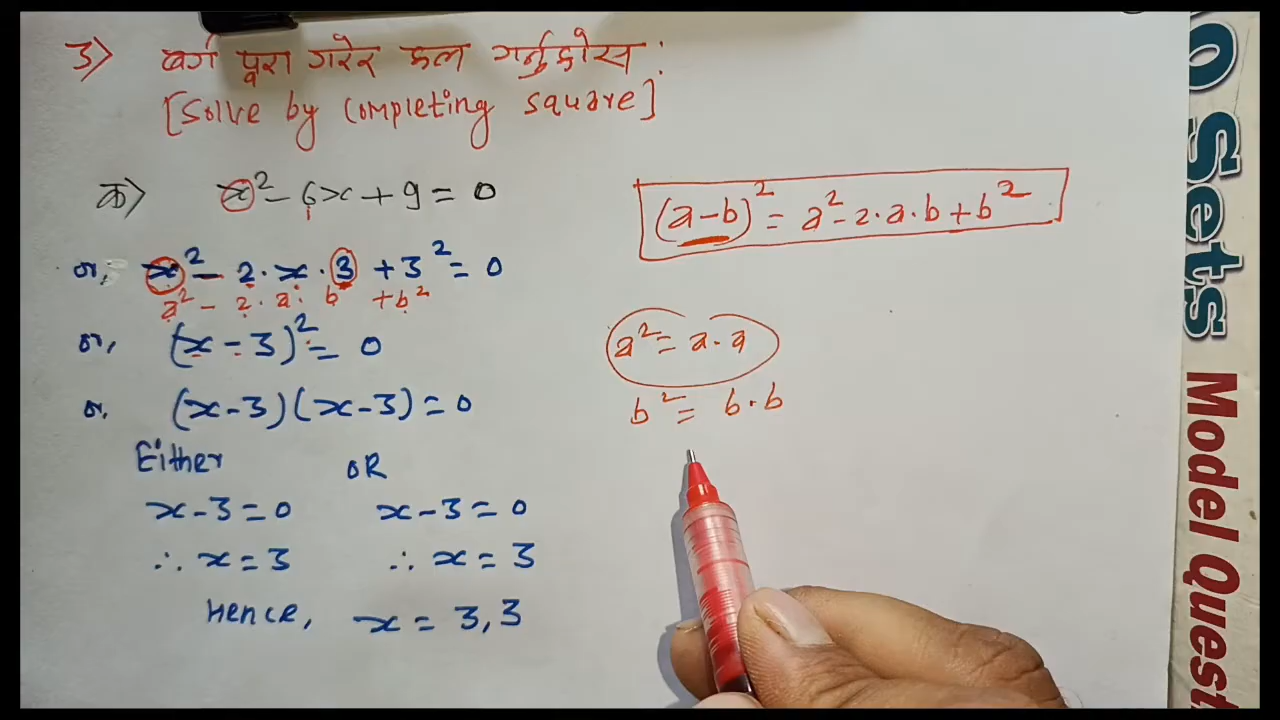 3) वर्ग पूरा गरेर हल गर्नुहोस :
[Solve by completing square]
क) x² - 6x + 9 = 0
or, x² - 2·x·3 + 3² = 0
a² - 2·a·b + b²
or, (x - 3)² = 0
or, (x-3)(x-3) = 0
Either OR
x-3=0 x-3=0
∴ x=3 ∴ x=3
Hence, x = 3,3
(a-b)² = a² - 2·a·b + b²
a² = a·a
b² = b·b
Sets
Model Quest